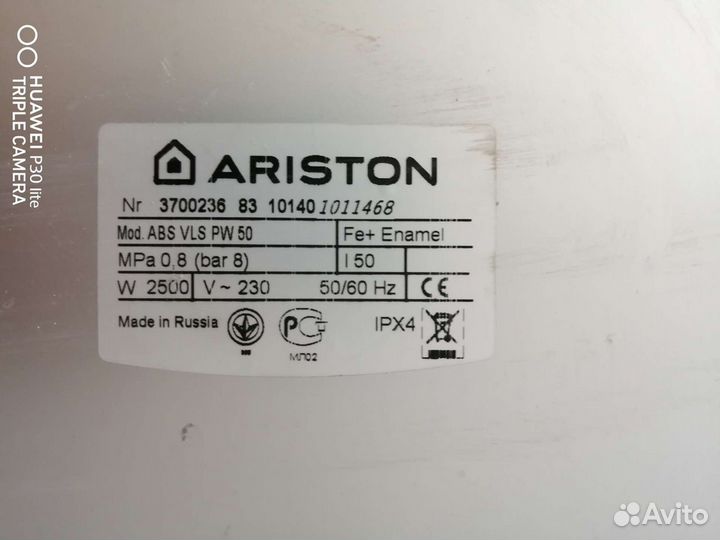 HUAWEI P30 lite
TRIPLE CAMERA
ARISTON
Nr 3700236 83 10140 1011468
Mod. ABS VLS PW 50 Fe+ Enamel
MPa 0,8 (bar 8) l 50
W 2500 V ~ 230 50/60 Hz CE
Made in Russia РСТ IPX4
МЛ02
Avito